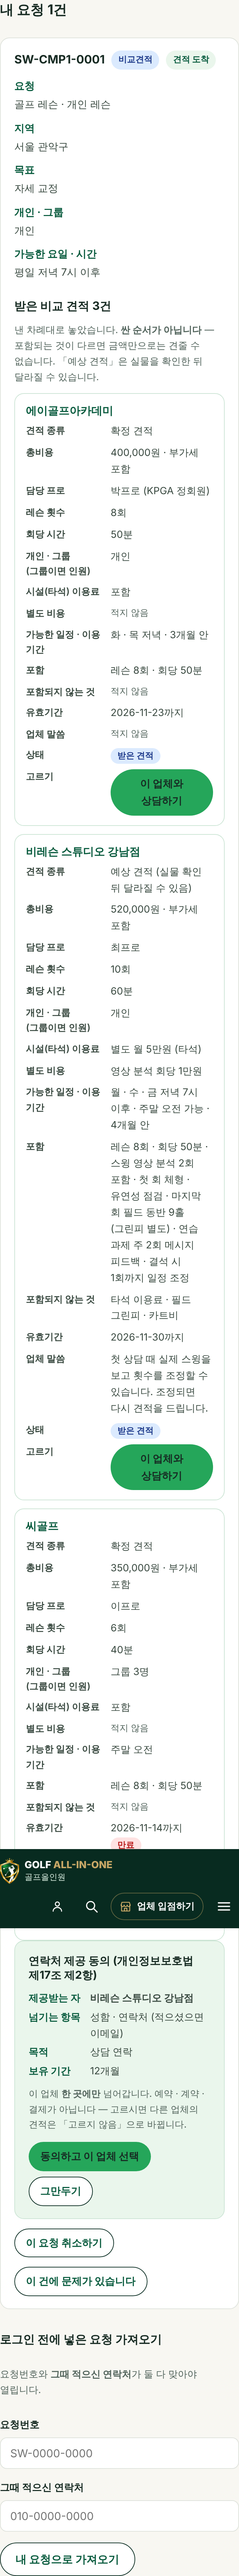 내 요청 1건
SW-CMP1-0001 비교견적 견적 도착
요청
골프 레슨 · 개인 레슨
지역
서울 관악구
목표
자세 교정
개인 · 그룹
개인
가능한 요일 · 시간
평일 저녁 7시 이후
받은 비교 견적 3건
낸 차례대로 놓았습니다. 싼 순서가 아닙니다 —
포함되는 것이 다르면 금액만으로는 견줄 수
없습니다. 「예상 견적」은 실물을 확인한 뒤
달라질 수 있습니다.
에이골프아카데미
견적 종류 확정 견적
총비용 400,000원 · 부가세
포함
담당 프로 박프로 (KPGA 정회원)
레슨 횟수 8회
회당 시간 50분
개인 · 그룹 개인
(그룹이면 인원)
시설(타석) 이용료 포함
별도 비용 적지 않음
가능한 일정 · 이용 화 · 목 저녁 · 3개월 안
기간
포함 레슨 8회 · 회당 50분
포함되지 않는 것 적지 않음
유효기간 2026-11-23까지
업체 말씀 적지 않음
상태 받은 견적
고르기 이 업체와
상담하기
비레슨 스튜디오 강남점
견적 종류 예상 견적 (실물 확인
뒤 달라질 수 있음)
총비용 520,000원 · 부가세
포함
담당 프로 최프로
레슨 횟수 10회
회당 시간 60분
개인 · 그룹 개인
(그룹이면 인원)
시설(타석) 이용료 별도 월 5만원 (타석)
별도 비용 영상 분석 회당 1만원
가능한 일정 · 이용 월 · 수 · 금 저녁 7시
기간 이후 · 주말 오전 가능 ·
4개월 안
포함 레슨 8회 · 회당 50분 ·
스윙 영상 분석 2회
포함 · 첫 회 체형 ·
유연성 점검 · 마지막
회 필드 동반 9홀
(그린피 별도) · 연습
과제 주 2회 메시지
피드백 · 결석 시
1회까지 일정 조정
포함되지 않는 것 타석 이용료 · 필드
그린피 · 카트비
유효기간 2026-11-30까지
업체 말씀 첫 상담 때 실제 스윙을
보고 횟수를 조정할 수
있습니다. 조정되면
다시 견적을 드립니다.
상태 받은 견적
고르기 이 업체와
상담하기
씨골프
견적 종류 확정 견적
총비용 350,000원 · 부가세
포함
담당 프로 이프로
레슨 횟수 6회
회당 시간 40분
개인 · 그룹 그룹 3명
(그룹이면 인원)
시설(타석) 이용료 포함
별도 비용 적지 않음
가능한 일정 · 이용 주말 오전
기간
포함 레슨 8회 · 회당 50분
포함되지 않는 것 적지 않음
유효기간 2026-11-14까지
만료
GOLF ALL-IN-ONE
골프올인원
업체 입점하기
연락처 제공 동의 (개인정보보호법
제17조 제2항)
제공받는 자 비레슨 스튜디오 강남점
넘기는 항목 성함 · 연락처 (적으셨으면
이메일)
목적 상담 연락
보유 기간 12개월
이 업체 한 곳에만 넘어갑니다. 예약 · 계약 ·
결제가 아닙니다 — 고르시면 다른 업체의
견적은 「고르지 않음」으로 바뀝니다.
동의하고 이 업체 선택
그만두기
이 요청 취소하기
이 건에 문제가 있습니다
로그인 전에 넣은 요청 가져오기
요청번호와 그때 적으신 연락처가 둘 다 맞아야
열립니다.
요청번호
SW-0000-0000
그때 적으신 연락처
010-0000-0000
내 요청으로 가져오기